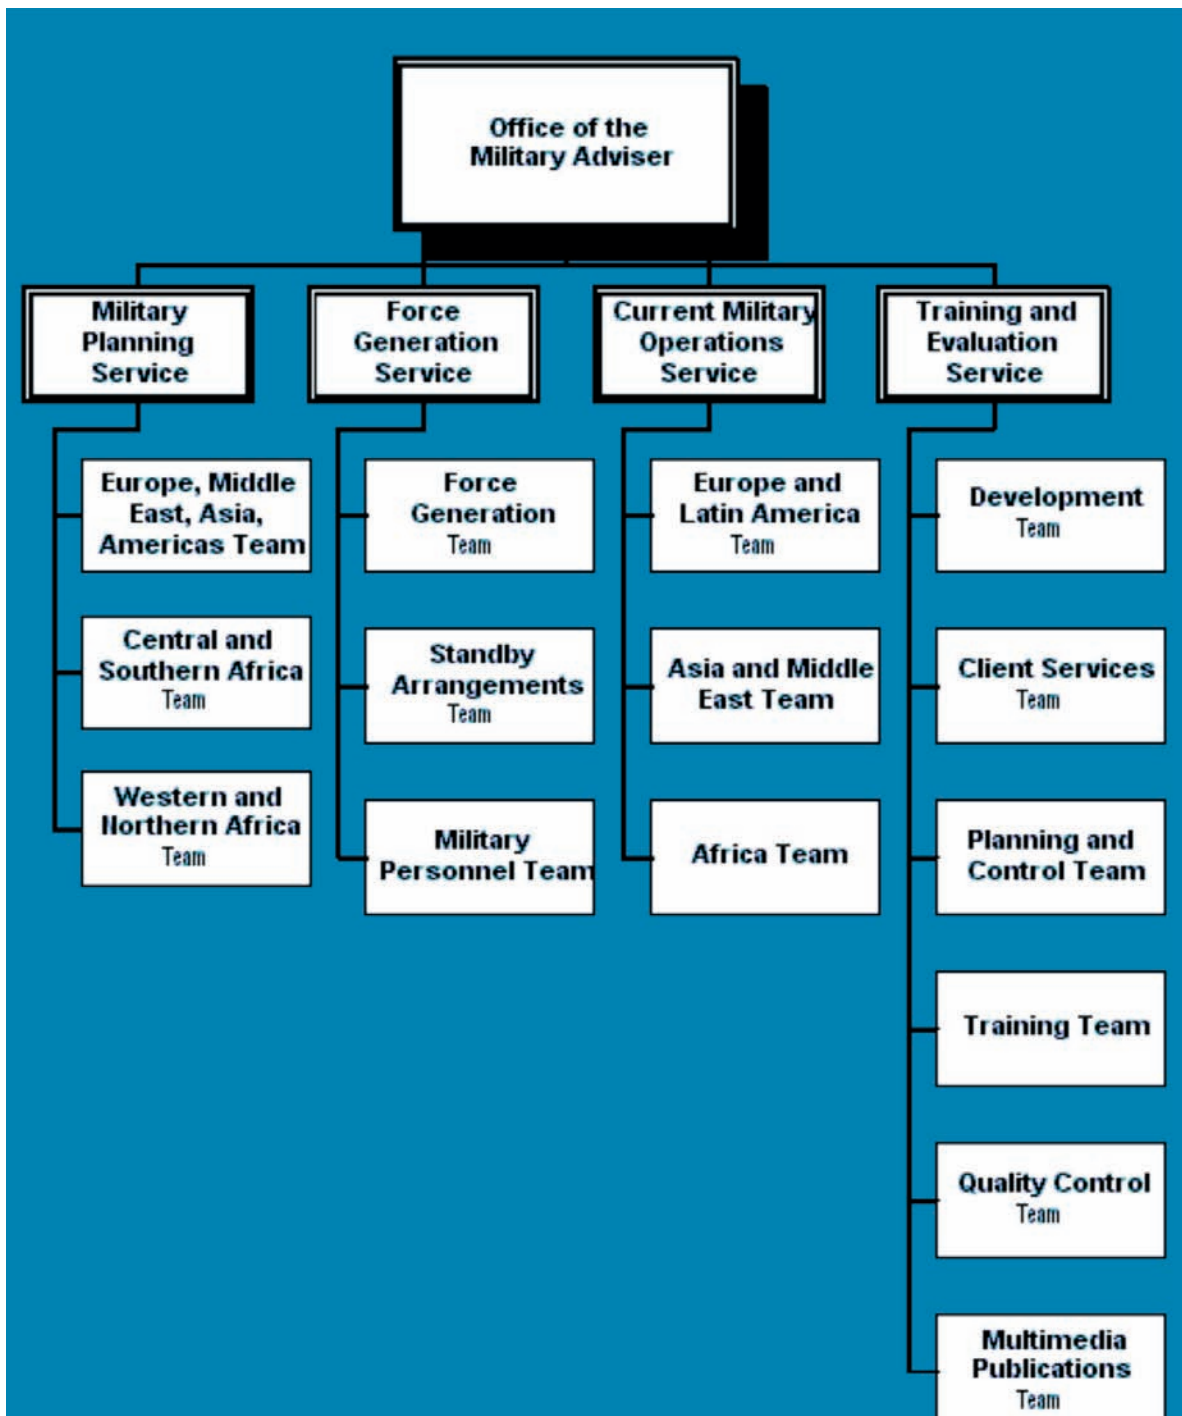 Office of the
Military Adviser
Military
Planning
Service
Force
Generation
Service
Current Military
Operations
Service
Training and
Evaluation
Service
Europe, Middle
East, Asia,
Americas Team
Central and
Southern Africa
Team
Western and
Northern Africa
Team
Force
Generation
Team
Standby
Arrangements
Team
Military
Personnel Team
Europe and
Latin America
Team
Asia and Middle
East Team
Africa Team
Development
Team
Client Services
Team
Planning and
Control Team
Training Team
Quality Control
Team
Multimedia
Publications
Team